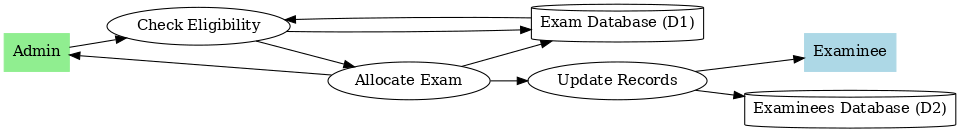 Check Eligibility
Exam Database (D1)
Admin
Examinee
Allocate Exam
Update Records
Examinees Database (D2)